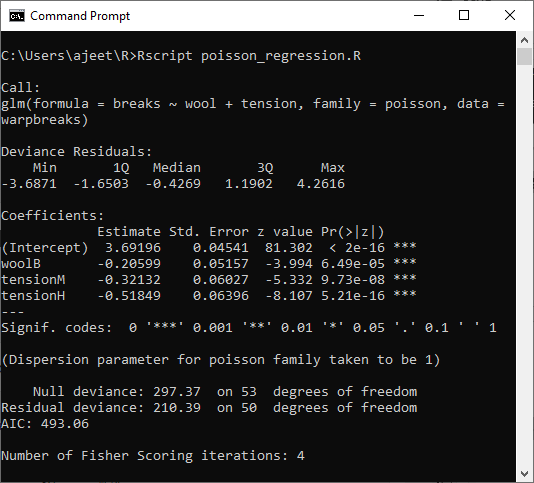 Command Prompt
C:\Users\ajeet\R>Rscript poisson_regression.R
Call:
glm(formula = breaks ~ wool + tension, family = poisson, data =
warpbreaks)
Deviance Residuals:
    Min       1Q   Median       3Q      Max
-3.6871  -1.6503  -0.4269   1.1902   4.2616
Coefficients:
            Estimate Std. Error z value Pr(>|z|)
(Intercept)  3.69196    0.04541  81.302  < 2e-16 ***
woolB       -0.20599    0.05157  -3.994 6.49e-05 ***
tensionM    -0.32132    0.06027  -5.332 9.73e-08 ***
tensionH    -0.51849    0.06396  -8.107 5.21e-16 ***
---
Signif. codes:  0 '***' 0.001 '**' 0.01 '*' 0.05 '.' 0.1 ' ' 1
(Dispersion parameter for poisson family taken to be 1)
    Null deviance: 297.37  on 53  degrees of freedom
Residual deviance: 210.39  on 50  degrees of freedom
AIC: 493.06
Number of Fisher Scoring iterations: 4